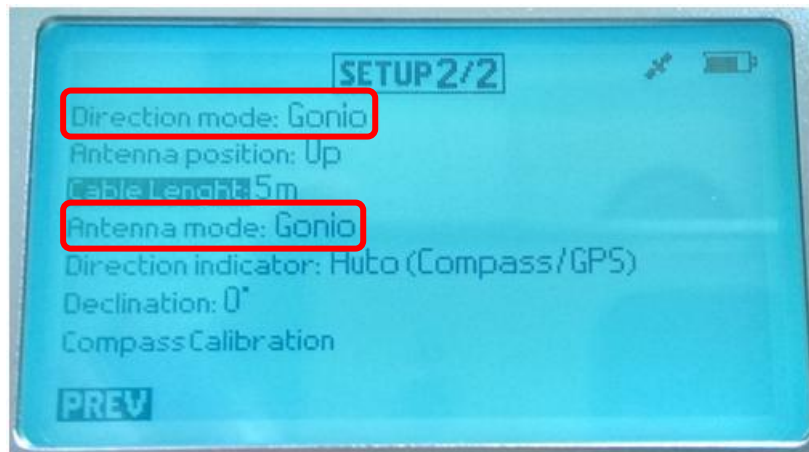 SETUP 2/2
Direction mode: Gonio
Antenna position: Up
Cable Lenght: 5m
Antenna mode: Gonio
Direction indicator: Auto (Compass/GPS)
Declination: 0°
Compass Calibration
PREV